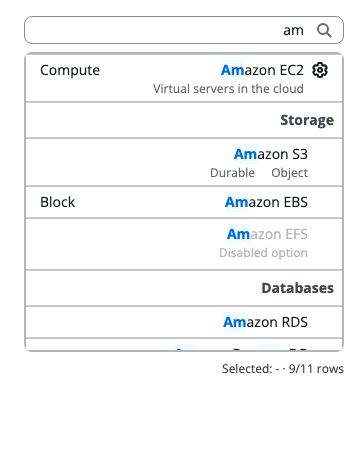 am
Compute Amazon EC2
Virtual servers in the cloud
Storage
Amazon S3
Durable Object
Block Amazon EBS
Amazon EFS
Disabled option
Databases
Amazon RDS
Selected: - · 9/11 rows